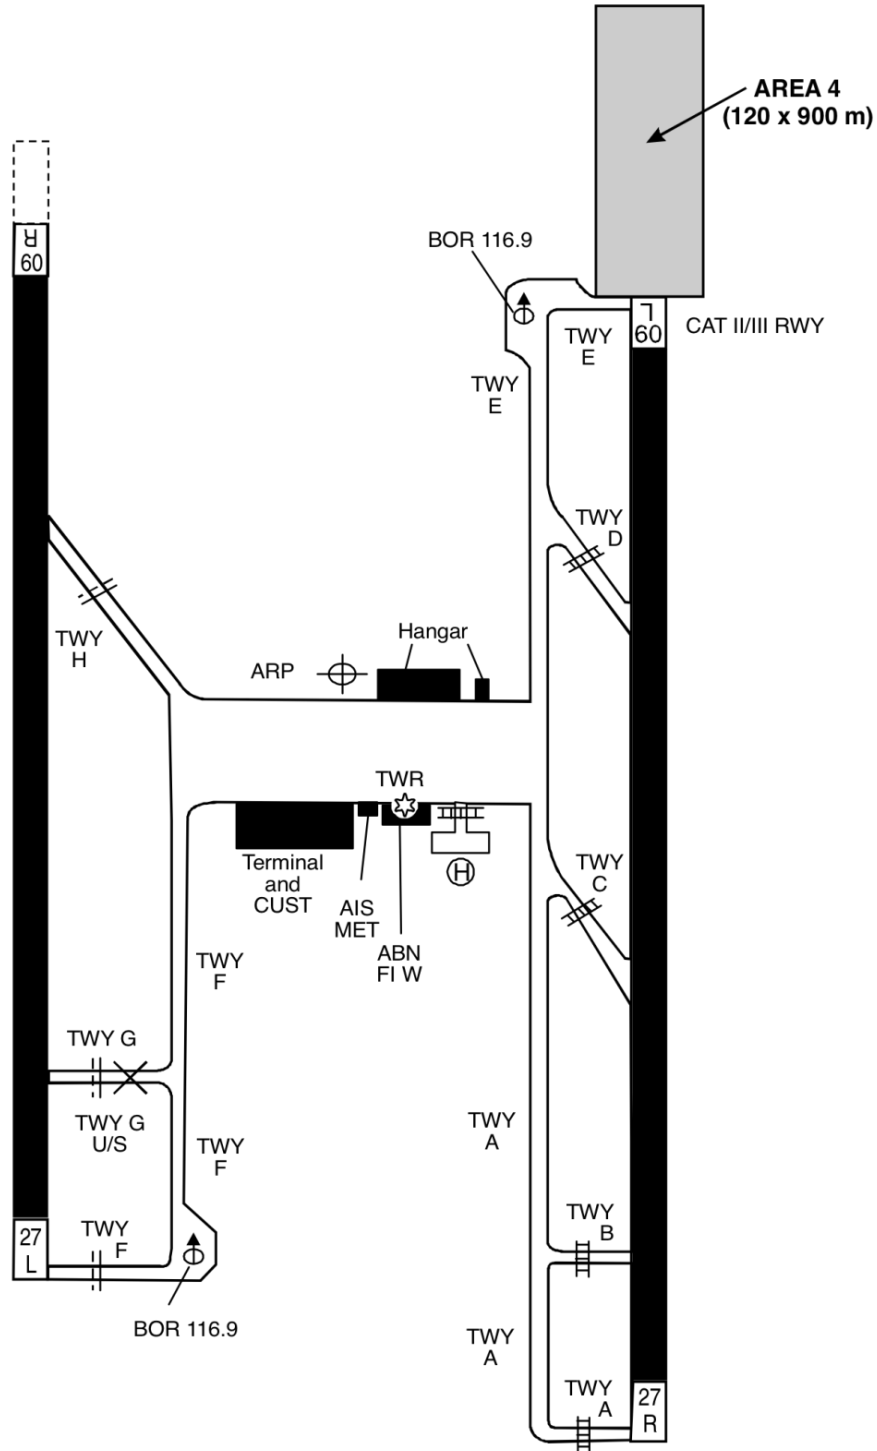 AREA 4
(120 x 900 m)
R
09
BOR 116.9
L
09
CAT II/III RWY
TWY
E
TWY
E
TWY
D
TWY
H
Hangar
ARP
TWR
Terminal
and
CUST
AIS
MET
H
ABN
FI W
TWY
C
TWY
F
TWY G
TWY G
U/S
TWY
F
TWY
A
TWY
B
27
L
TWY
F
BOR 116.9
TWY
A
TWY
A
27
R